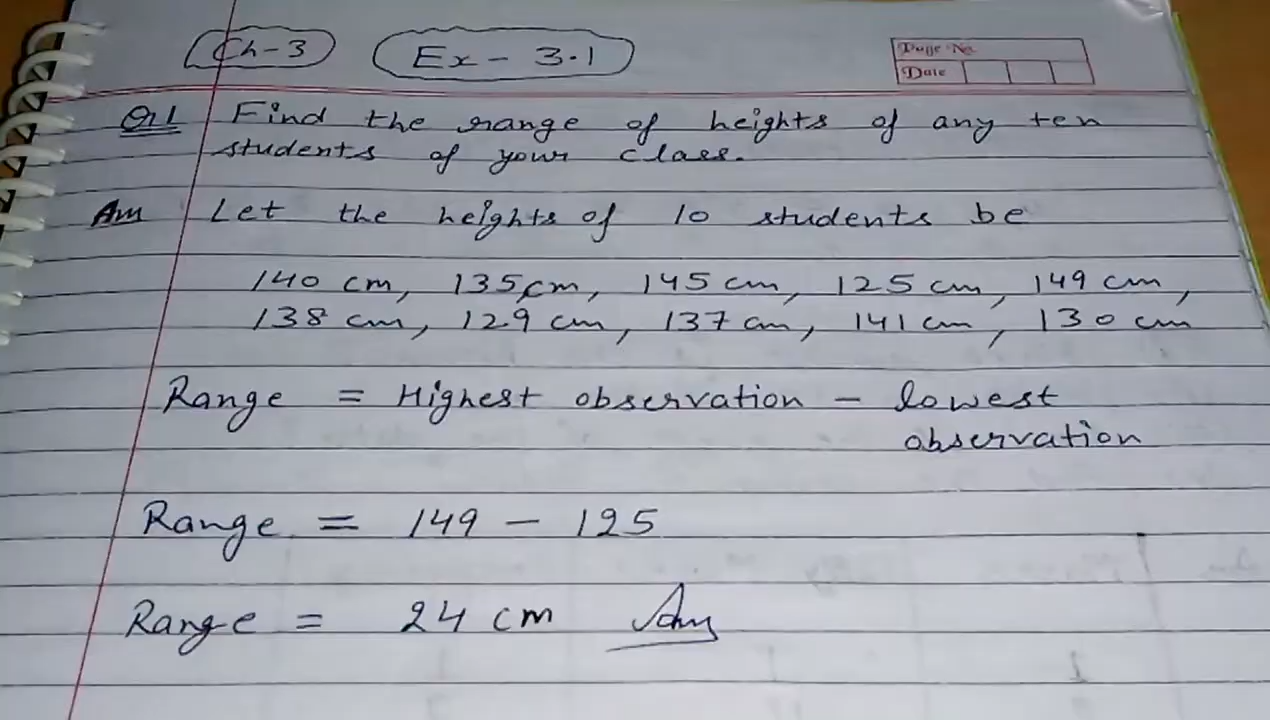 Ch-3 Ex-3.1
Page No.
Date
Q.1 Find the range of heights of any ten
students of your class.
Ans Let the heights of 10 students be
140 cm, 135 cm, 145 cm, 125 cm, 149 cm,
138 cm, 129 cm, 137 cm, 141 cm, 130 cm
Range = Highest observation - lowest
observation
Range = 149 - 125
Range = 24 cm Ans